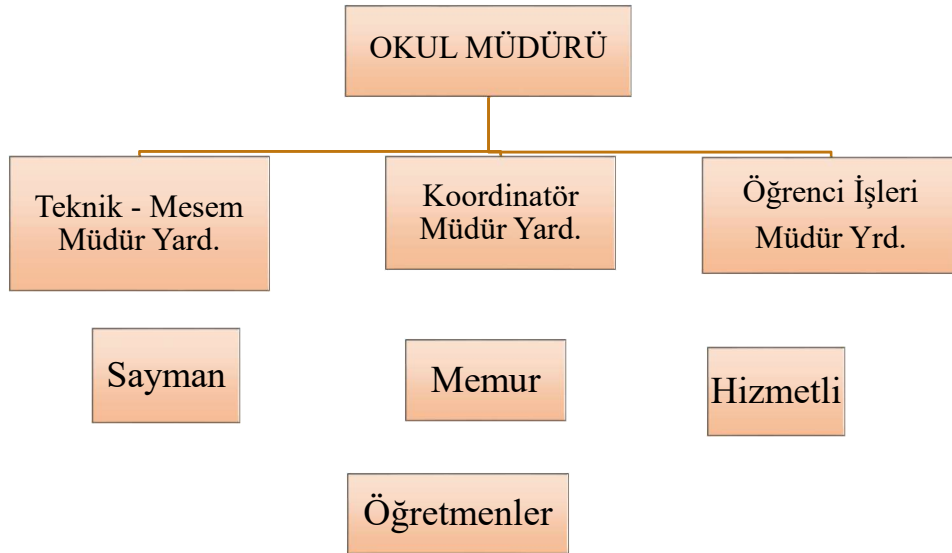 OKUL MÜDÜRÜ
Teknik - Mesem
Müdür Yard.
Koordinatör
Müdür Yard.
Öğrenci İşleri
Müdür Yrd.
Sayman
Memur
Hizmetli
Öğretmenler